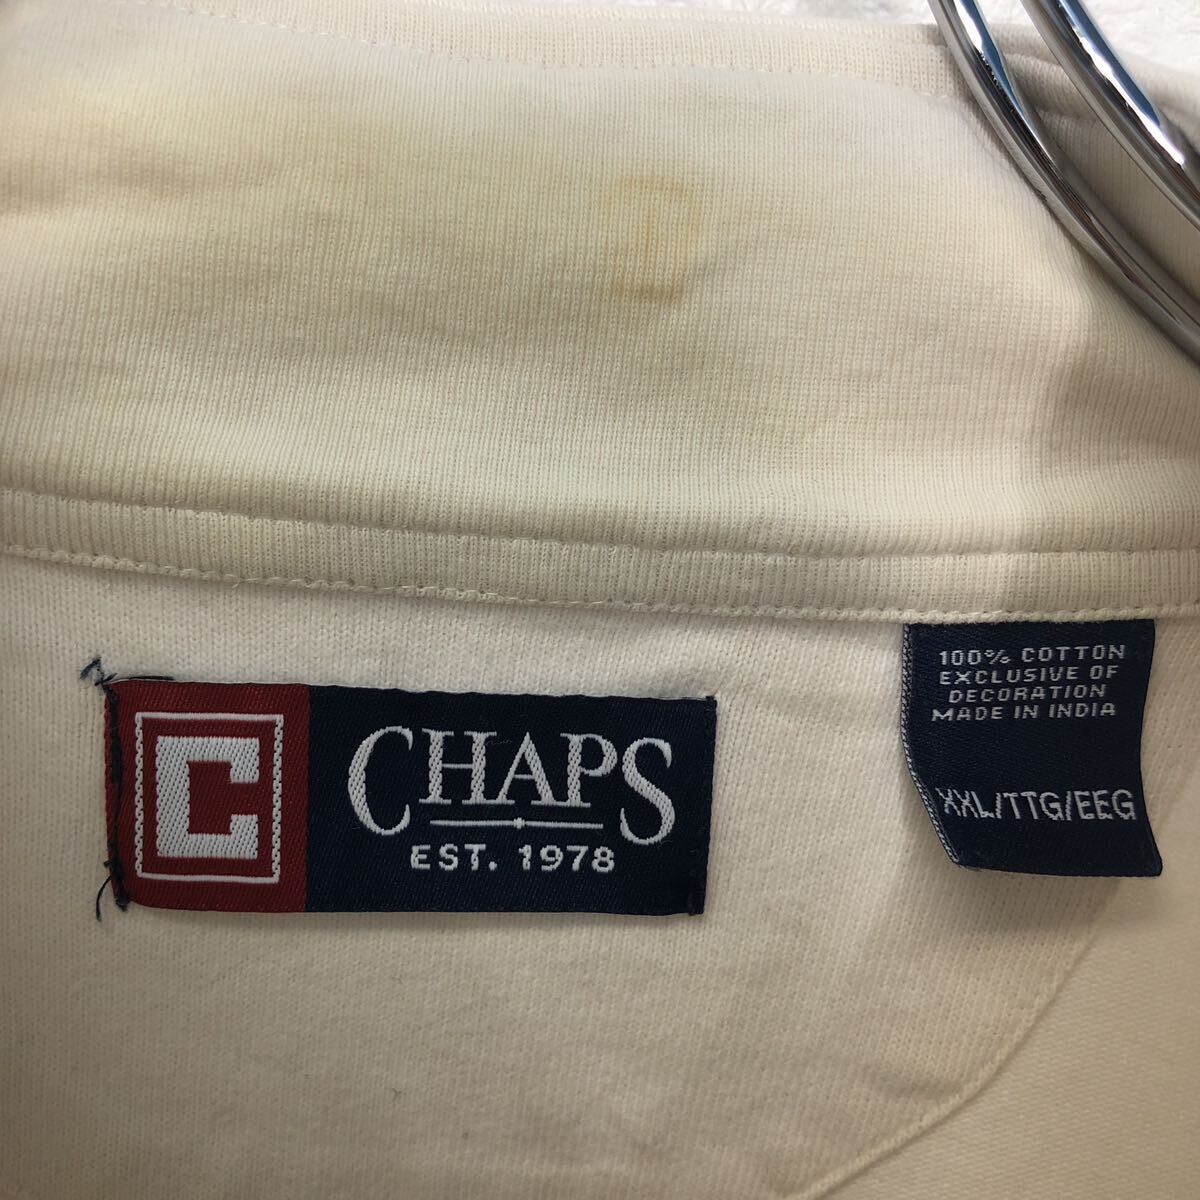 C
CHAPS
EST. 1978
100% COTTON
EXCLUSIVE OF
DECORATION
MADE IN INDIA
XXL/TTG/EEG